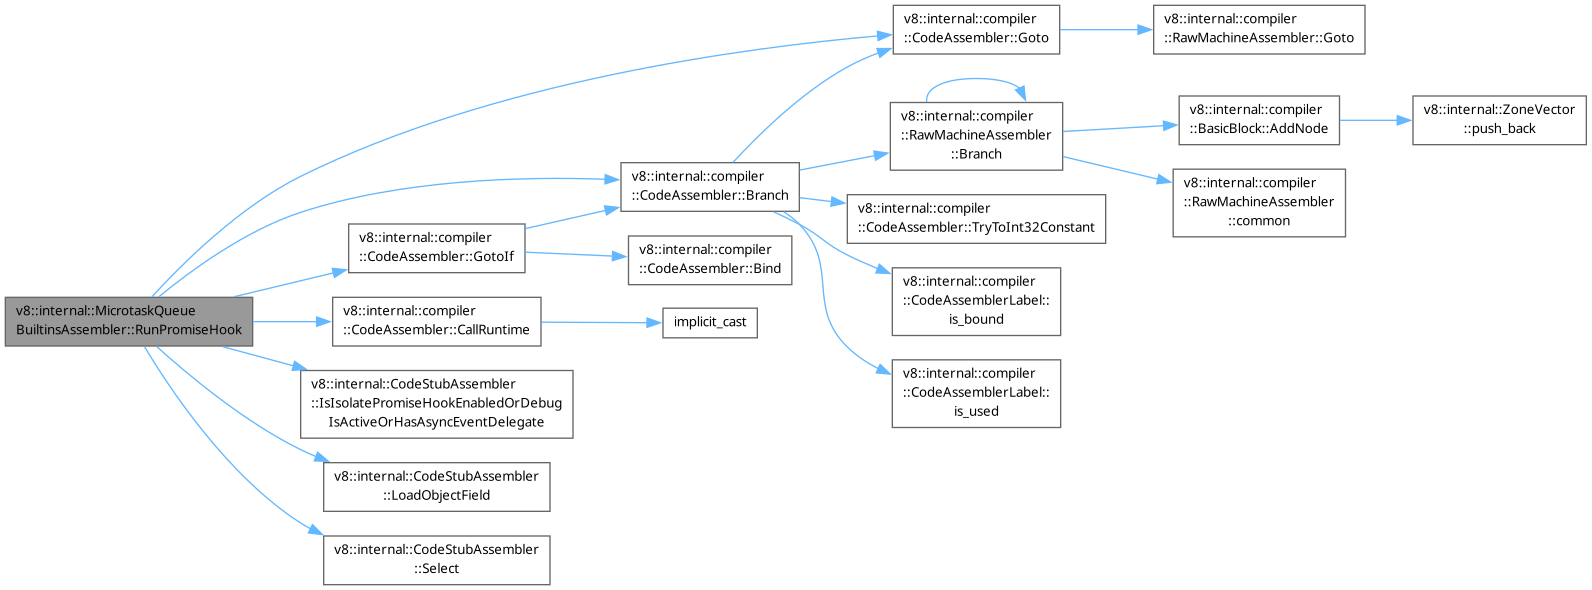 v8::internal::MicrotaskQueue
BuiltinsAssembler::RunPromiseHook
v8::internal::compiler
::CodeAssembler::GotoIf
v8::internal::compiler
::CodeAssembler::CallRuntime
v8::internal::CodeStubAssembler
::IsIsolatePromiseHookEnabledOrDebug
IsActiveOrHasAsyncEventDelegate
v8::internal::CodeStubAssembler
::LoadObjectField
v8::internal::CodeStubAssembler
::Select
v8::internal::compiler
::CodeAssembler::Branch
v8::internal::compiler
::CodeAssembler::Bind
implicit_cast
v8::internal::compiler
::CodeAssembler::Goto
v8::internal::compiler
::RawMachineAssembler
::Branch
v8::internal::compiler
::CodeAssembler::TryToInt32Constant
v8::internal::compiler
::CodeAssemblerLabel::
is_bound
v8::internal::compiler
::CodeAssemblerLabel::
is_used
v8::internal::compiler
::RawMachineAssembler::Goto
v8::internal::compiler
::BasicBlock::AddNode
v8::internal::compiler
::RawMachineAssembler
::common
v8::internal::ZoneVector
::push_back